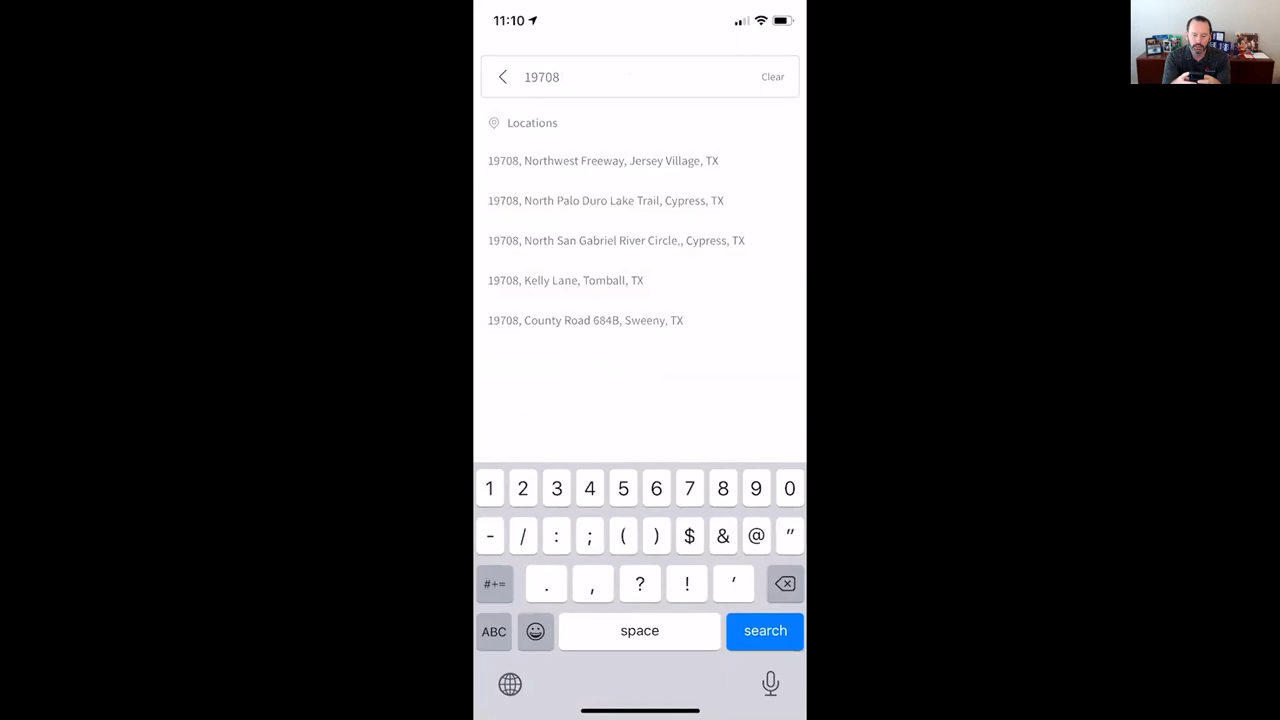 11:10
19708
Clear
Locations
19708, Northwest Freeway, Jersey Village, TX
19708, North Palo Duro Lake Trail, Cypress, TX
19708, North San Gabriel River Circle,, Cypress, TX
19708, Kelly Lane, Tomball, TX
19708, County Road 684B, Sweeny, TX
1 2 3 4 5 6 7 8 9 0
- / : ; ( ) $ & @ "
#+= . , ? ! '
ABC space search